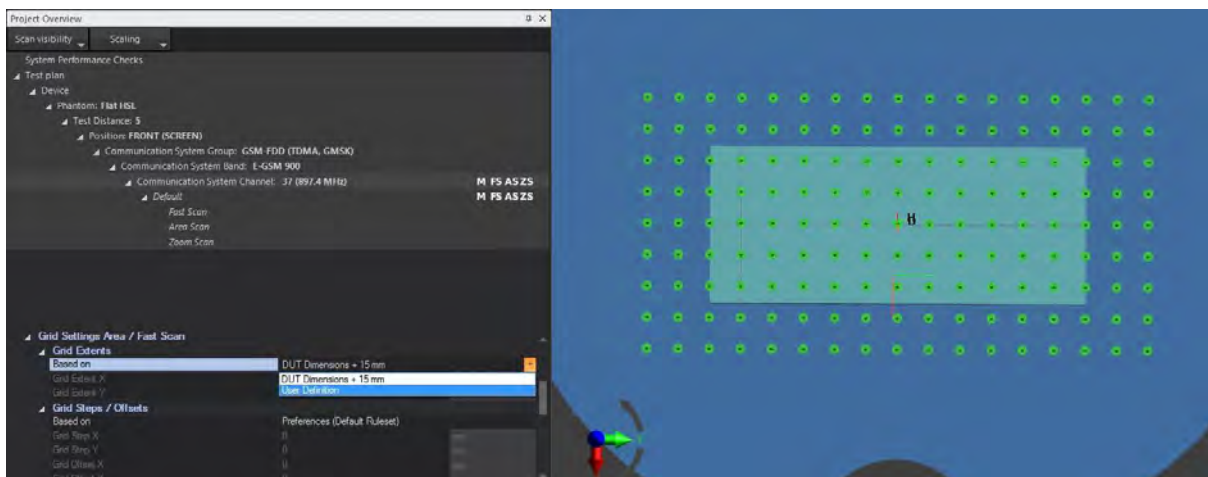 Project Overview
Scan visibility Scaling
System Performance Checks
Test plan
Device
Phantom: Flat HSL
Test Distance: 5
Position: FRONT (SCREEN)
Communication System Group: GSM-FDD (TDMA, GMSK)
Communication System Band: E-GSM 900
Communication System Channel: 37 (897.4 MHz) M FS AS ZS
Default M FS AS ZS
Fast Scan
Area Scan
Zoom Scan
Grid Settings Area / Fast Scan
Grid Extents
Based on DUT Dimensions + 15 mm
Grid Extent X DUT Dimensions + 15 mm
Grid Extent Y User Definition
Grid Steps / Offsets
Based on Preferences (Default Ruleset)
Grid Step X 0
Grid Step Y 0
Grid Offset X 0